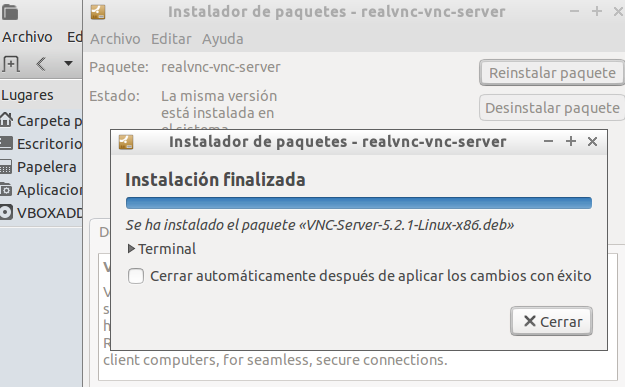 Instalador de paquetes - realvnc-vnc-server
Archivo
Archivo Editar Ayuda
Paquete: realvnc-vnc-server
Reinstalar paquete
Lugares
Estado: La misma versión
está instalada en
el sistema
Desinstalar paquete
Carpeta p
Escritorio
Papelera
Aplicacion
VBOXADD
Instalador de paquetes - realvnc-vnc-server
Instalación finalizada
Se ha instalado el paquete «VNC-Server-5.2.1-Linux-x86.deb»
Terminal
Cerrar automáticamente después de aplicar los cambios con éxito
Cerrar
client computers, for seamless, secure connections.